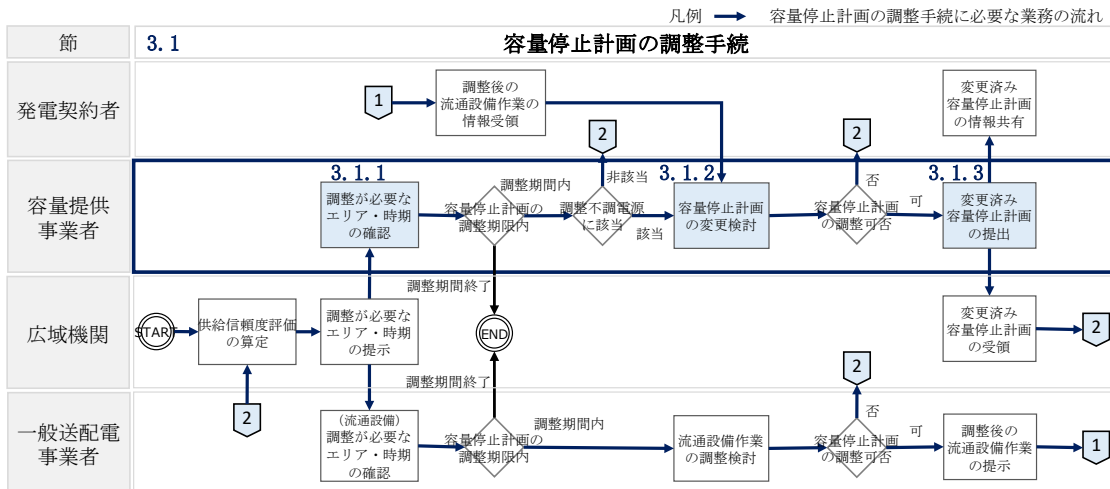 凡例 容量停止計画の調整手続に必要な業務の流れ
節
3.1
容量停止計画の調整手続
発電契約者
1
調整後の
流通設備作業の
情報受領
2
2
変更済み
容量停止計画
の情報共有
容量提供
事業者
3.1.1
調整が必要な
エリア・時期
の確認
調整期間内
容量停止計画の
調整期限内
非該当
調整不調電源
に該当
該当
3.1.2
容量停止計画
の変更検討
否
容量停止計画
の調整可否
可
3.1.3
変更済み
容量停止計画
の提出
調整期間終了
広域機関
START
供給信頼度評価
の算定
調整が必要な
エリア・時期
の提示
END
変更済み
容量停止計画
の受領
2
調整期間終了
2
2
一般送配電
事業者
(流通設備)
調整が必要な
エリア・時期
の確認
容量停止計画の
調整期限内
調整期間内
流通設備作業
の調整検討
否
容量停止計画
の調整可否
可
調整後の
流通設備作業
の提示
1